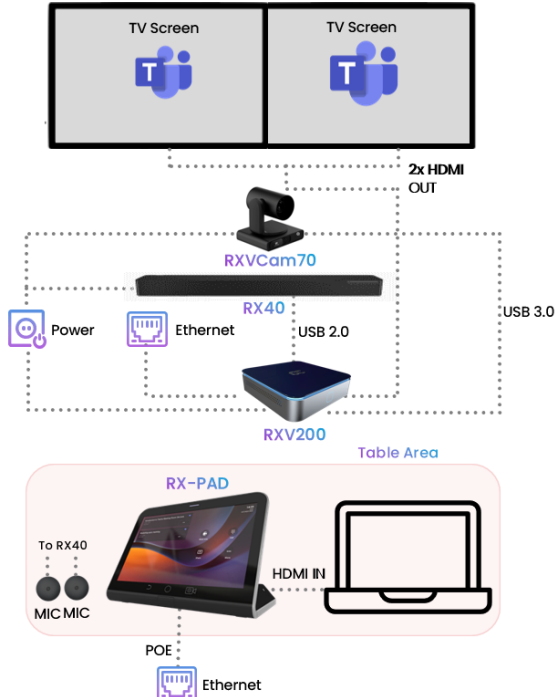 TV Screen
TV Screen
T
T
2x HDMI
OUT
RXVCam70
RX40
Power
Ethernet
USB 2.0
USB 3.0
RXV200
Table Area
RX-PAD
To RX40
MIC MIC
HDMI IN
POE
Ethernet